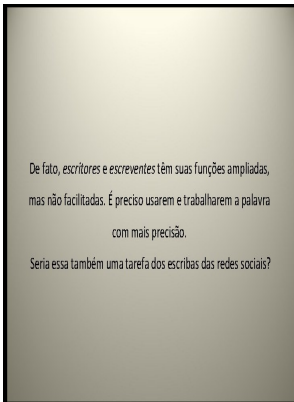 De fato, escritores e escreventes têm suas funções ampliadas,
mas não facilitadas. É preciso usarem e trabalharem a palavra
com mais precisão.
Seria essa também uma tarefa dos escribas das redes sociais?